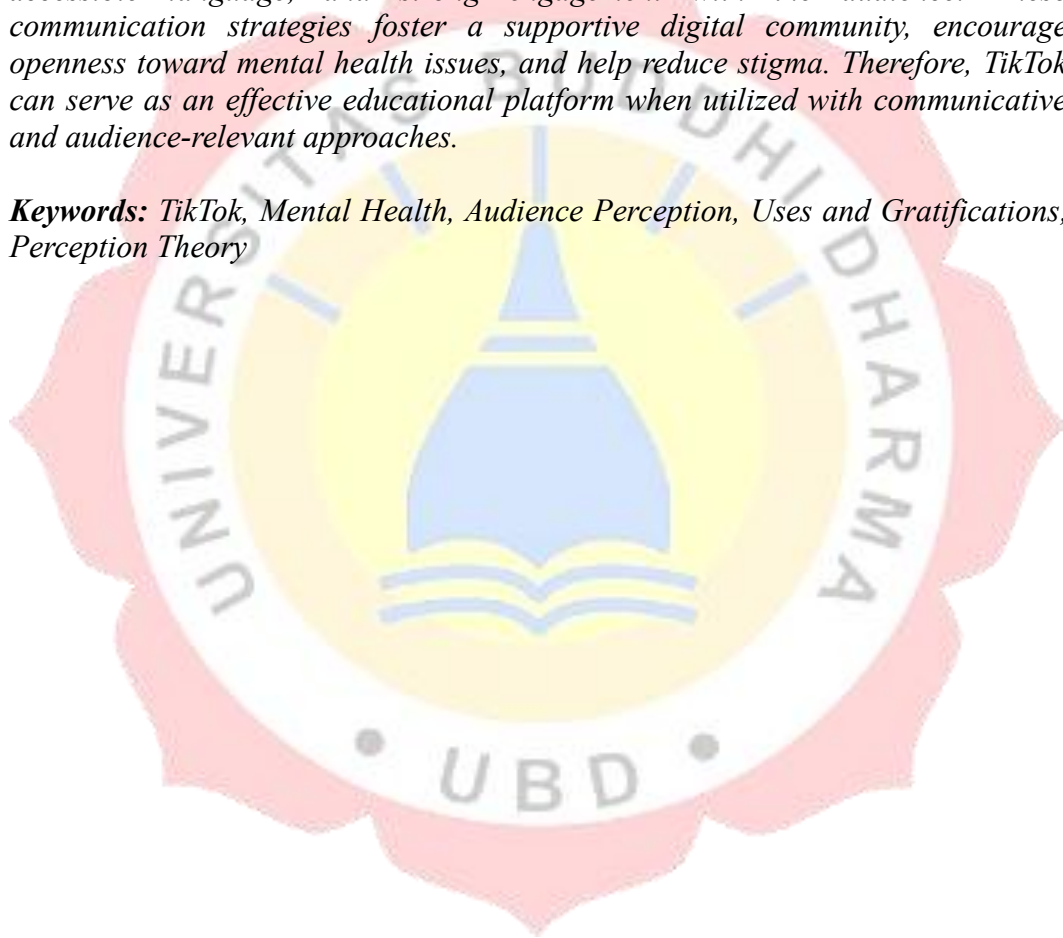 communication strategies foster a supportive digital community, encourage
openness toward mental health issues, and help reduce stigma. Therefore, TikTok
can serve as an effective educational platform when utilized with communicative
and audience-relevant approaches.
Keywords: TikTok, Mental Health, Audience Perception, Uses and Gratifications,
Perception Theory
UNIVERSITAS BUDDHI DHARMA
• UBD •